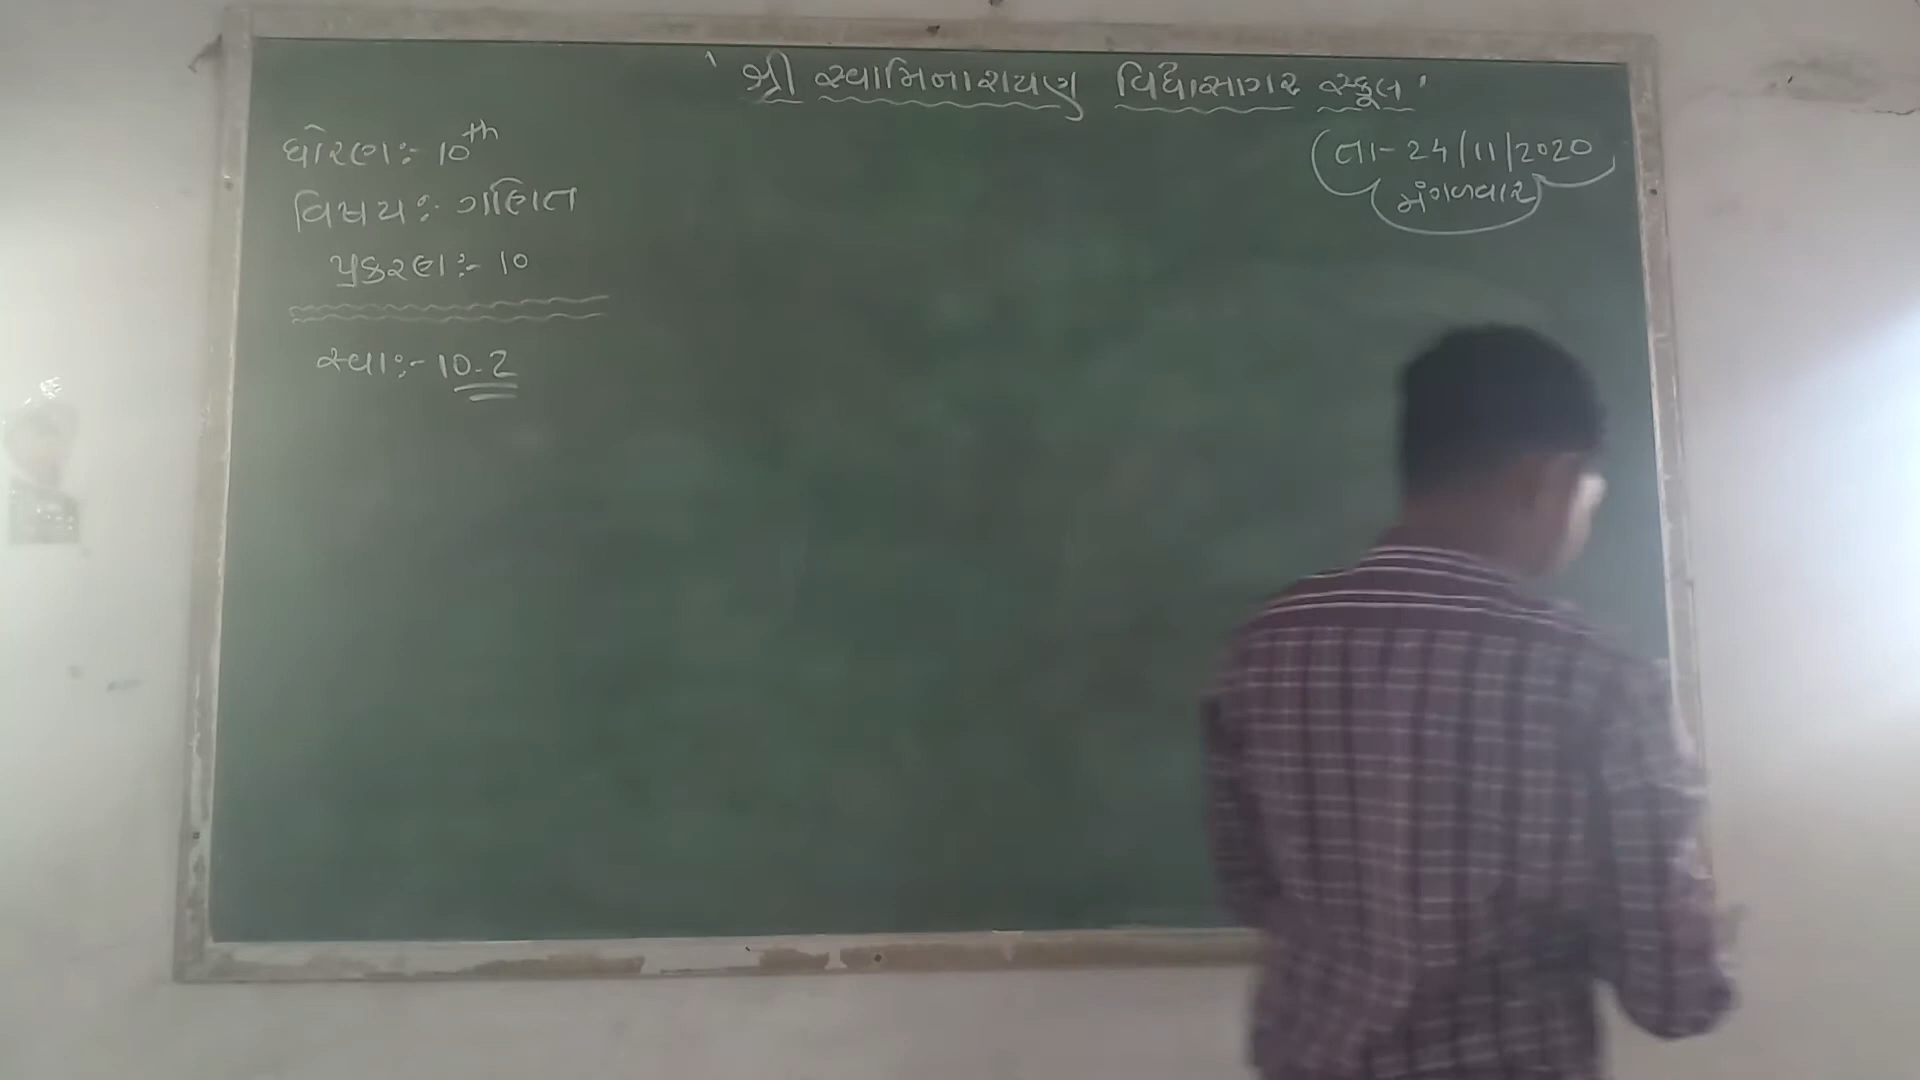 ' શ્રી સ્વામિનારાયણ વિદ્યાસાગર સ્કૂલ '
ધોરણ:- 10th
તા- 24/11/2020
મંગળવાર
વિષય:- ગણિત
પ્રકરણ:- 10
સ્વા:- 10.2